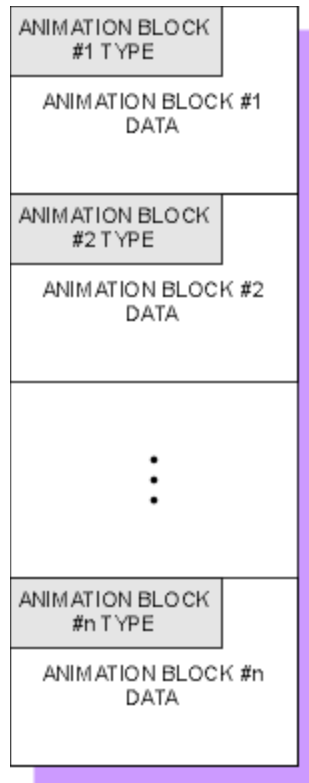 ANIMATION BLOCK
#1 TYPE
ANIMATION BLOCK #1
DATA
ANIMATION BLOCK
#2 TYPE
ANIMATION BLOCK #2
DATA
ANIMATION BLOCK
#n TYPE
ANIMATION BLOCK #n
DATA